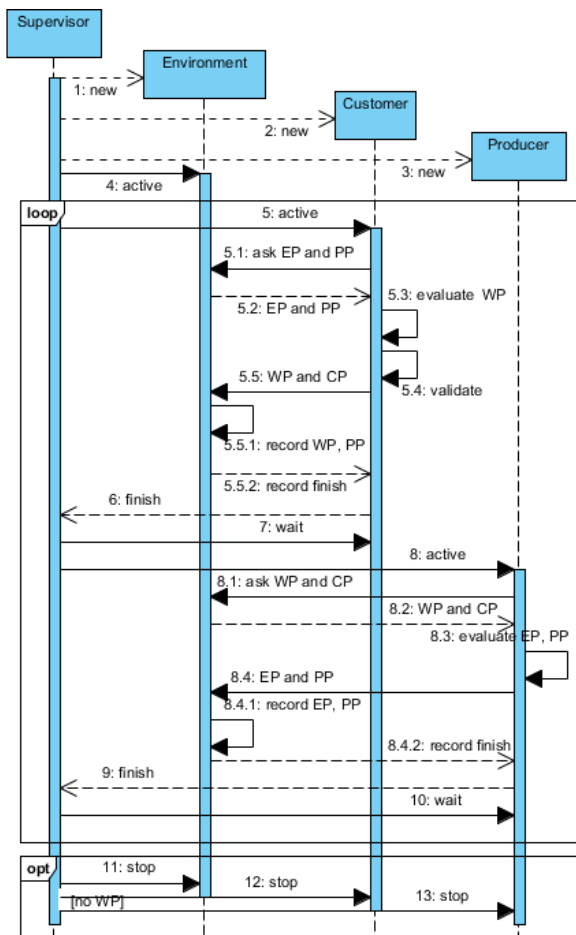 Supervisor
Environment
1: new
Customer
2: new
Producer
3: new
4: active
loop
5: active
5.1: ask EP and PP
5.2: EP and PP
5.3: evaluate WP
5.4: validate
5.5: WP and CP
5.5.1: record WP, PP
5.5.2: record finish
6: finish
7: wait
8: active
8.1: ask WP and CP
8.2: WP and CP
8.3: evaluate EP, PP
8.4: EP and PP
8.4.1: record EP, PP
8.4.2: record finish
9: finish
10: wait
opt
11: stop
12: stop
[no WP]
13: stop